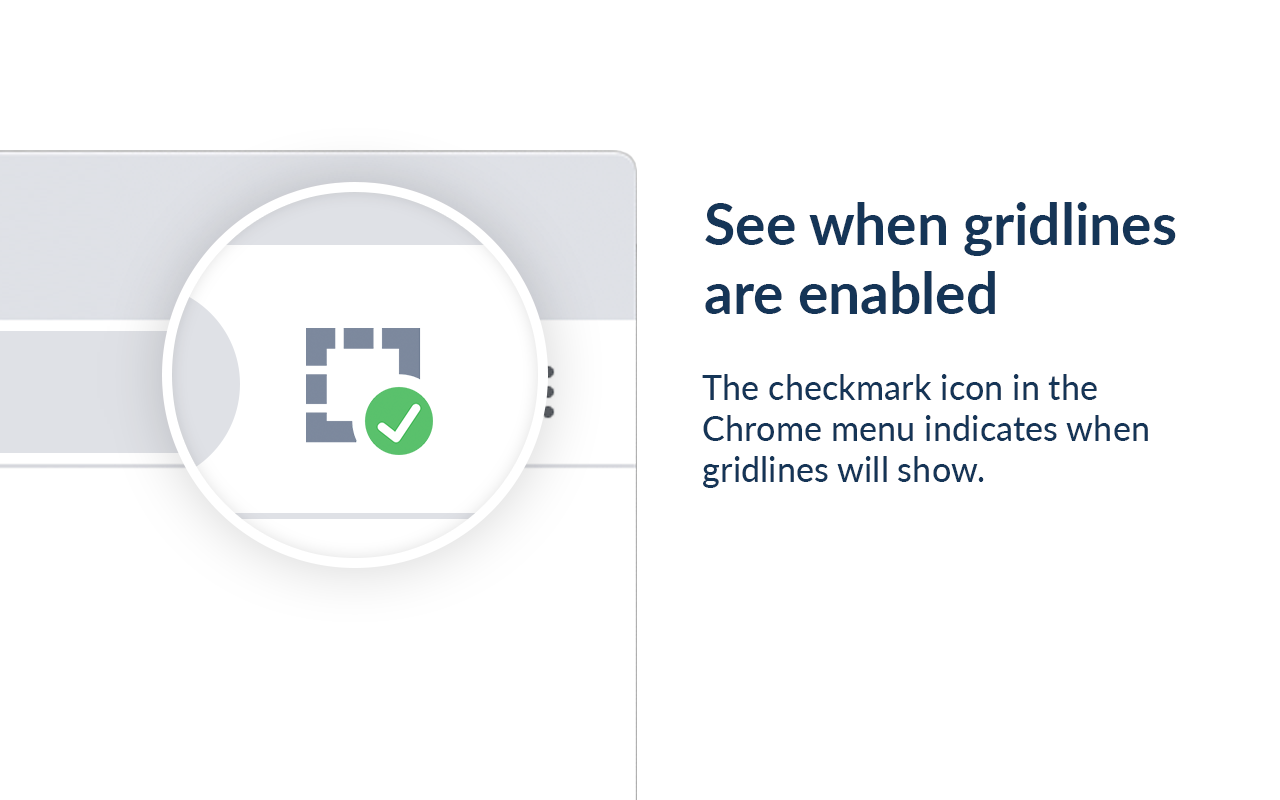 See when gridlines
are enabled
The checkmark icon in the
Chrome menu indicates when
gridlines will show.